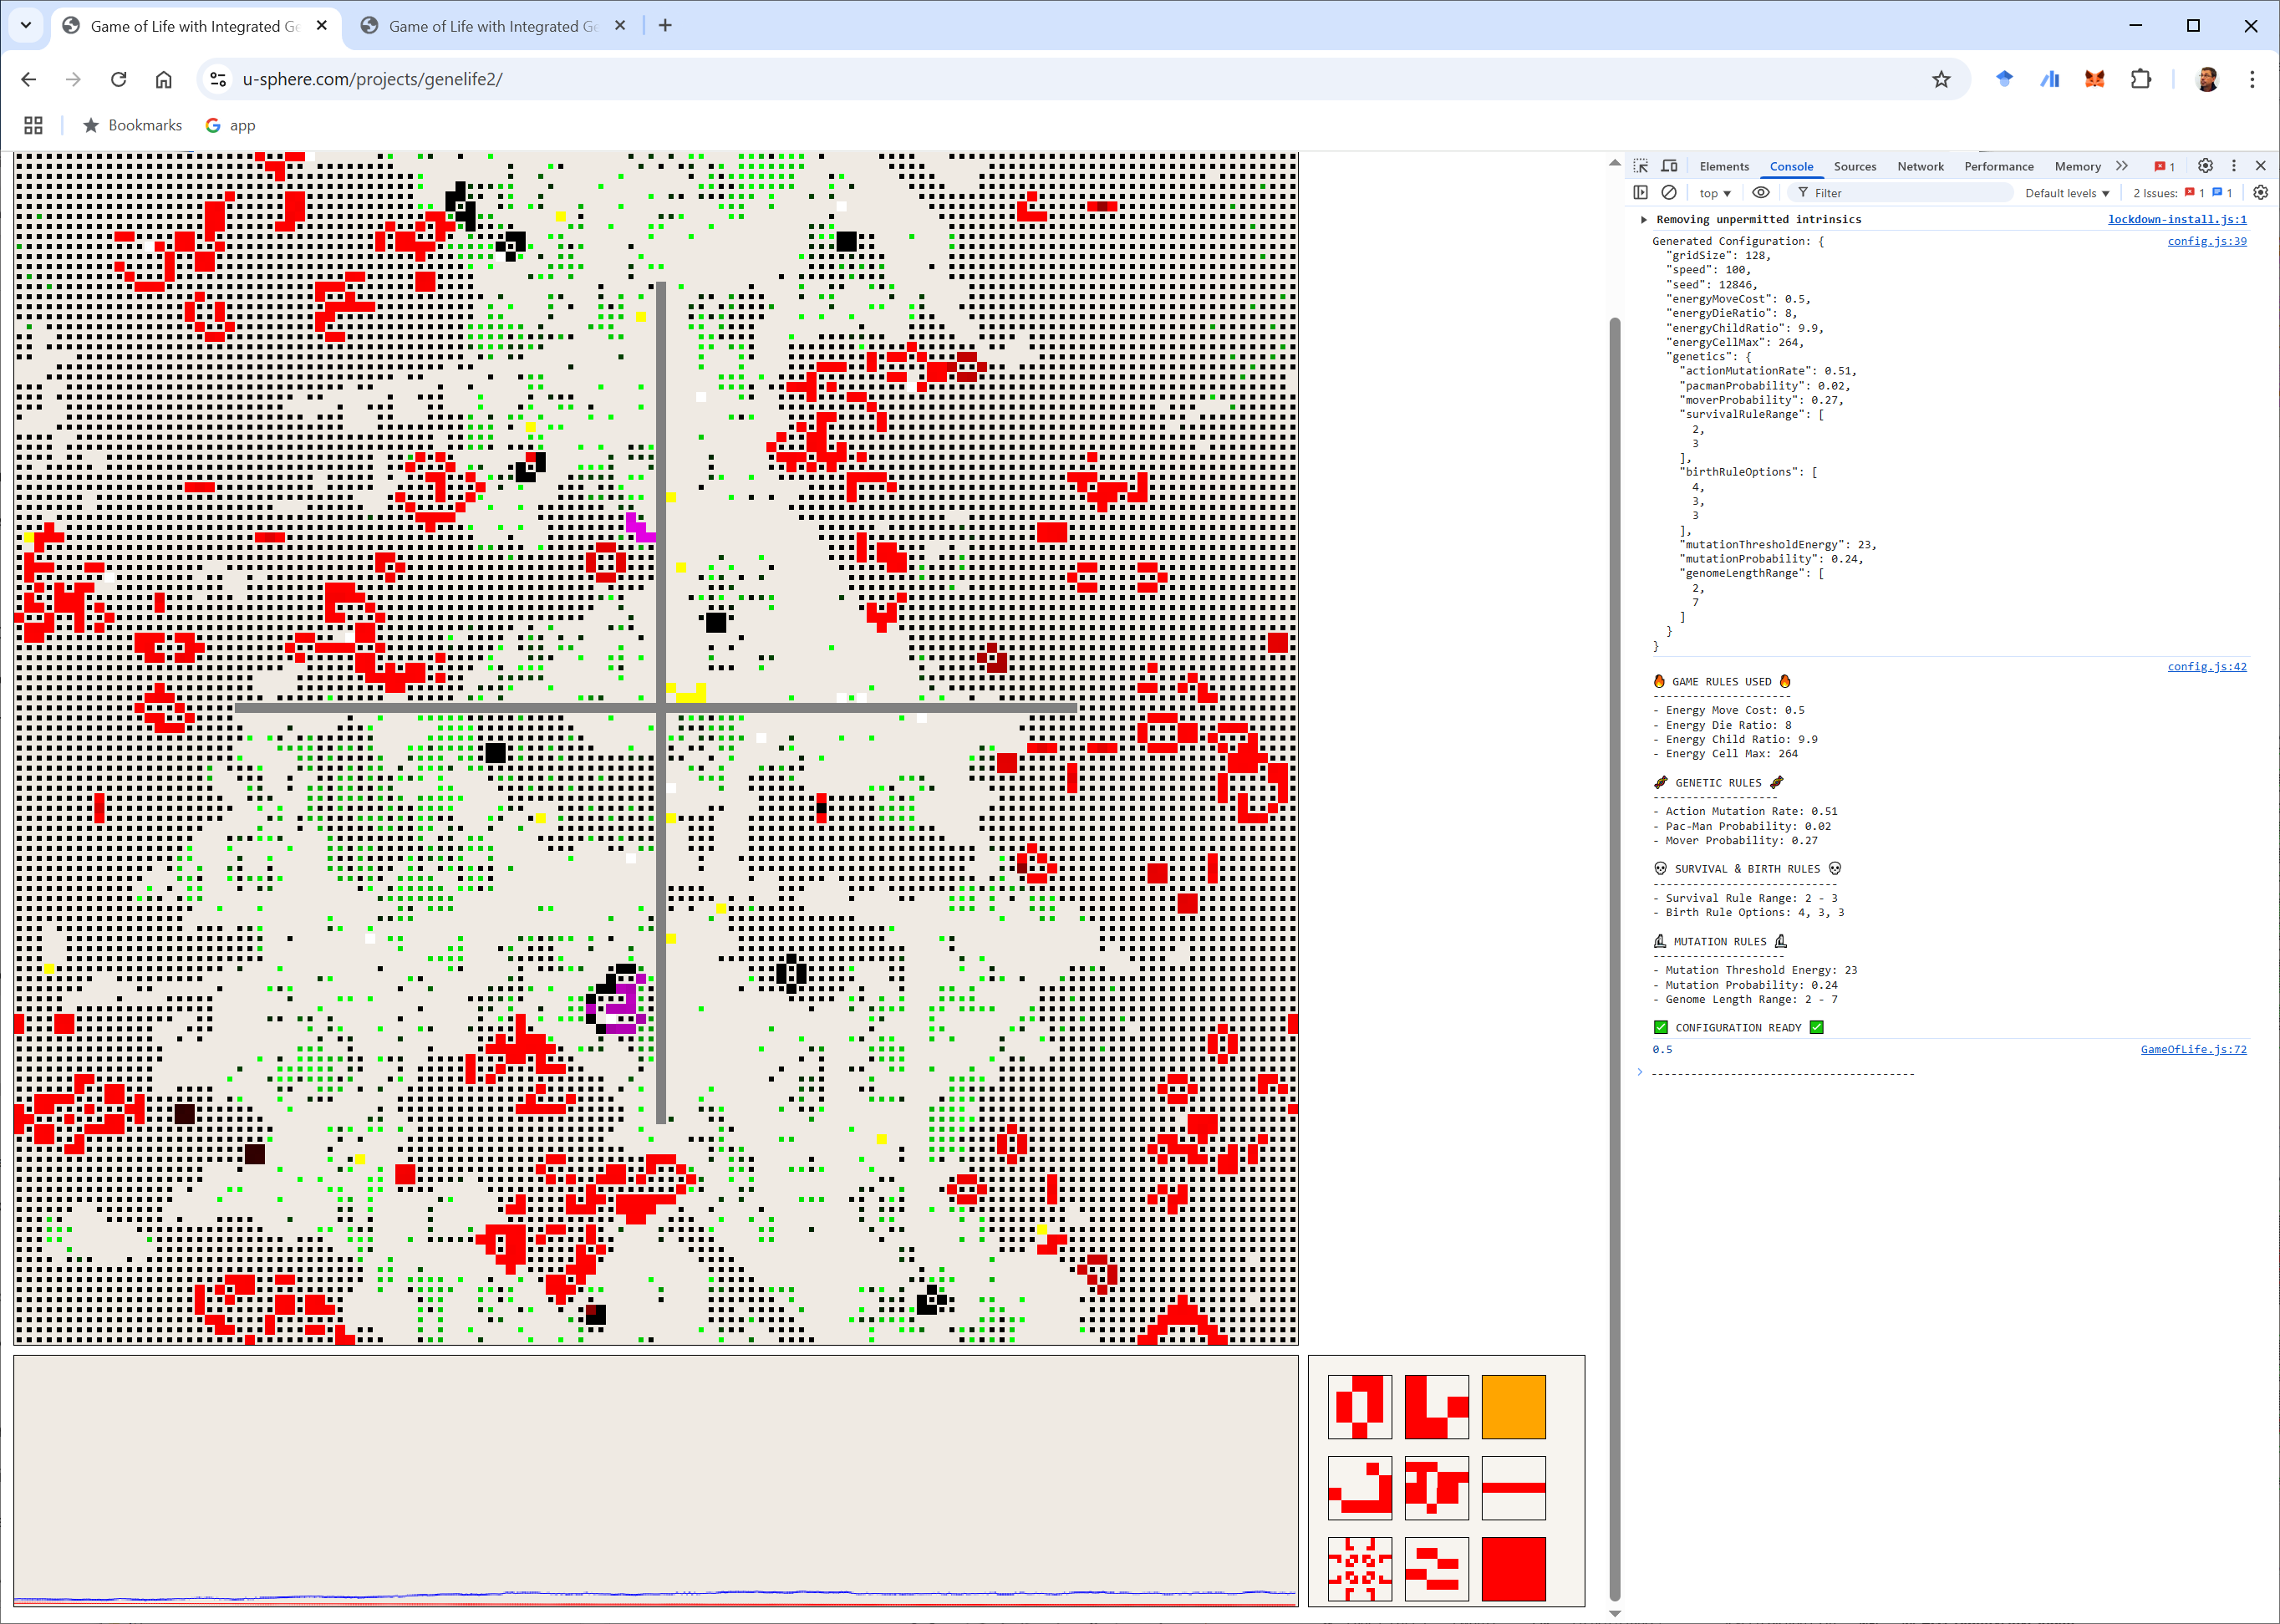 Game of Life with Integrated Ge
Game of Life with Integrated Ge
u-sphere.com/projects/genelife2/
Bookmarks
app
Elements
Console
Sources
Network
Performance
Memory
1
top
Filter
Default levels
2 Issues: 1 1
Removing unpermitted intrinsics lockdown-install.js:1
Generated Configuration: { config.js:39
"gridSize": 128,
"speed": 100,
"seed": 12846,
"energyMoveCost": 0.5,
"energyDieRatio": 8,
"energyChildRatio": 9.9,
"energyCellMax": 264,
"genetics": {
"actionMutationRate": 0.51,
"pacmanProbability": 0.02,
"moverProbability": 0.27,
"survivalRuleRange": [
2,
3
],
"birthRuleOptions": [
4,
3,
3
],
"mutationThresholdEnergy": 23,
"mutationProbability": 0.24,
"genomeLengthRange": [
2,
7
]
}
}
config.js:42
🔥 GAME RULES USED 🔥
---------------------
- Energy Move Cost: 0.5
- Energy Die Ratio: 8
- Energy Child Ratio: 9.9
- Energy Cell Max: 264
GENETIC RULES
-------------------
- Action Mutation Rate: 0.51
- Pac-Man Probability: 0.02
- Mover Probability: 0.27
💀 SURVIVAL & BIRTH RULES 💀
----------------------------
- Survival Rule Range: 2 - 3
- Birth Rule Options: 4, 3, 3
MUTATION RULES
--------------------
- Mutation Threshold Energy: 23
- Mutation Probability: 0.24
- Genome Length Range: 2 - 7
✅ CONFIGURATION READY ✅
0.5 GameOfLife.js:72
----------------------------------------